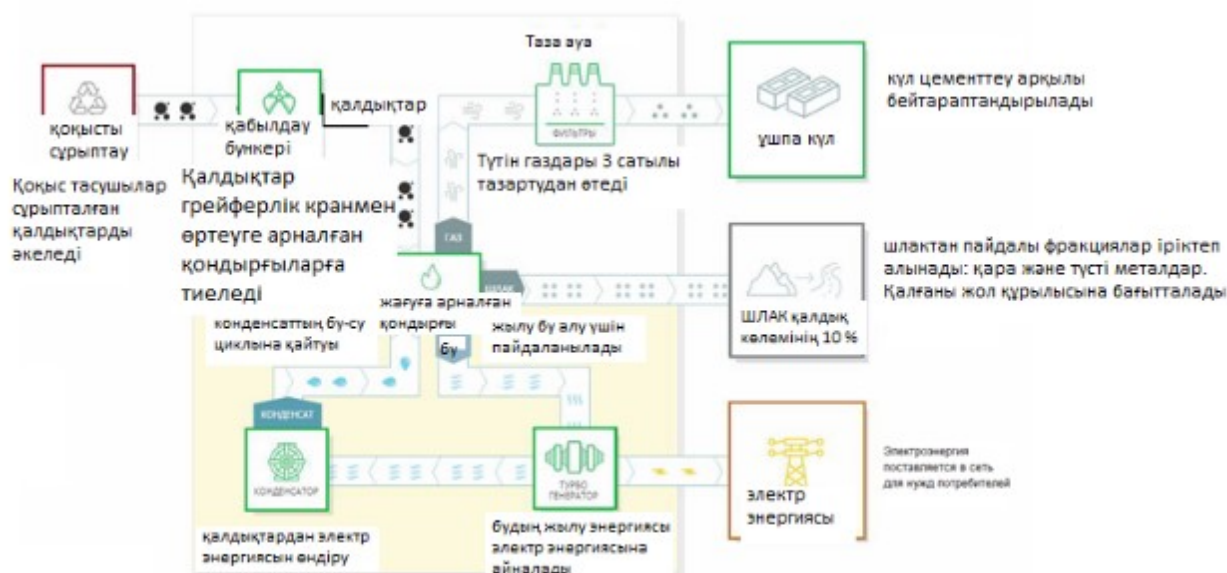 Таза ауа
ФИЛЬТРЫ
Түтін газдары 3 сатылы
тазартудан өтеді
қоқысты
сұрыптау
Қоқыс тасушылар
сұрыпталған
қалдықтарды
әкеледі
қабылдау
бункері
қалдықтар
Қалдықтар
грейферлік кранмен
өртеуге арналған
қондырғыларға
тиеледі
ұшпа күл
күл цементтеу арқылы
бейтараптандырылады
ГАЗ
ШЛАК
жағуға арналған
қондырғы
ШЛАК қалдық
көлемінің 10 %
шлактан пайдалы фракциялар іріктеп
алынады: қара және түсті металдар.
Қалғаны жол құрылысына бағытталады
конденсаттың бу-су
циклына қайтуы
бу
жылу бу алу үшін
пайдаланылады
КОНДЕНСАТ
КОНДЕНСАТОР
қалдықтардан электр
энергиясын өндіру
ТУРБО
ГЕНЕРАТОР
будың жылу энергиясы
электр энергиясына
айналады
электр
энергиясы
Электроэнергия
поставляется в сеть
для нужд потребителей